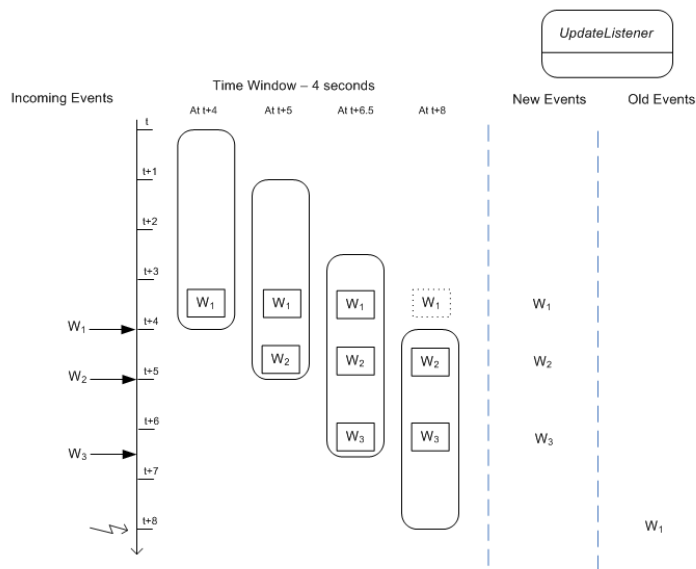 UpdateListener
Time Window – 4 seconds
Incoming Events
New Events
Old Events
At t+4
At t+5
At t+6.5
At t+8
t
t+1
t+2
t+3
W1 W1 W1 W1 W1
W1
t+4
W2 W2 W2 W2
W2
t+5
t+6
W3 W3 W3
W3
t+7
t+8
W1